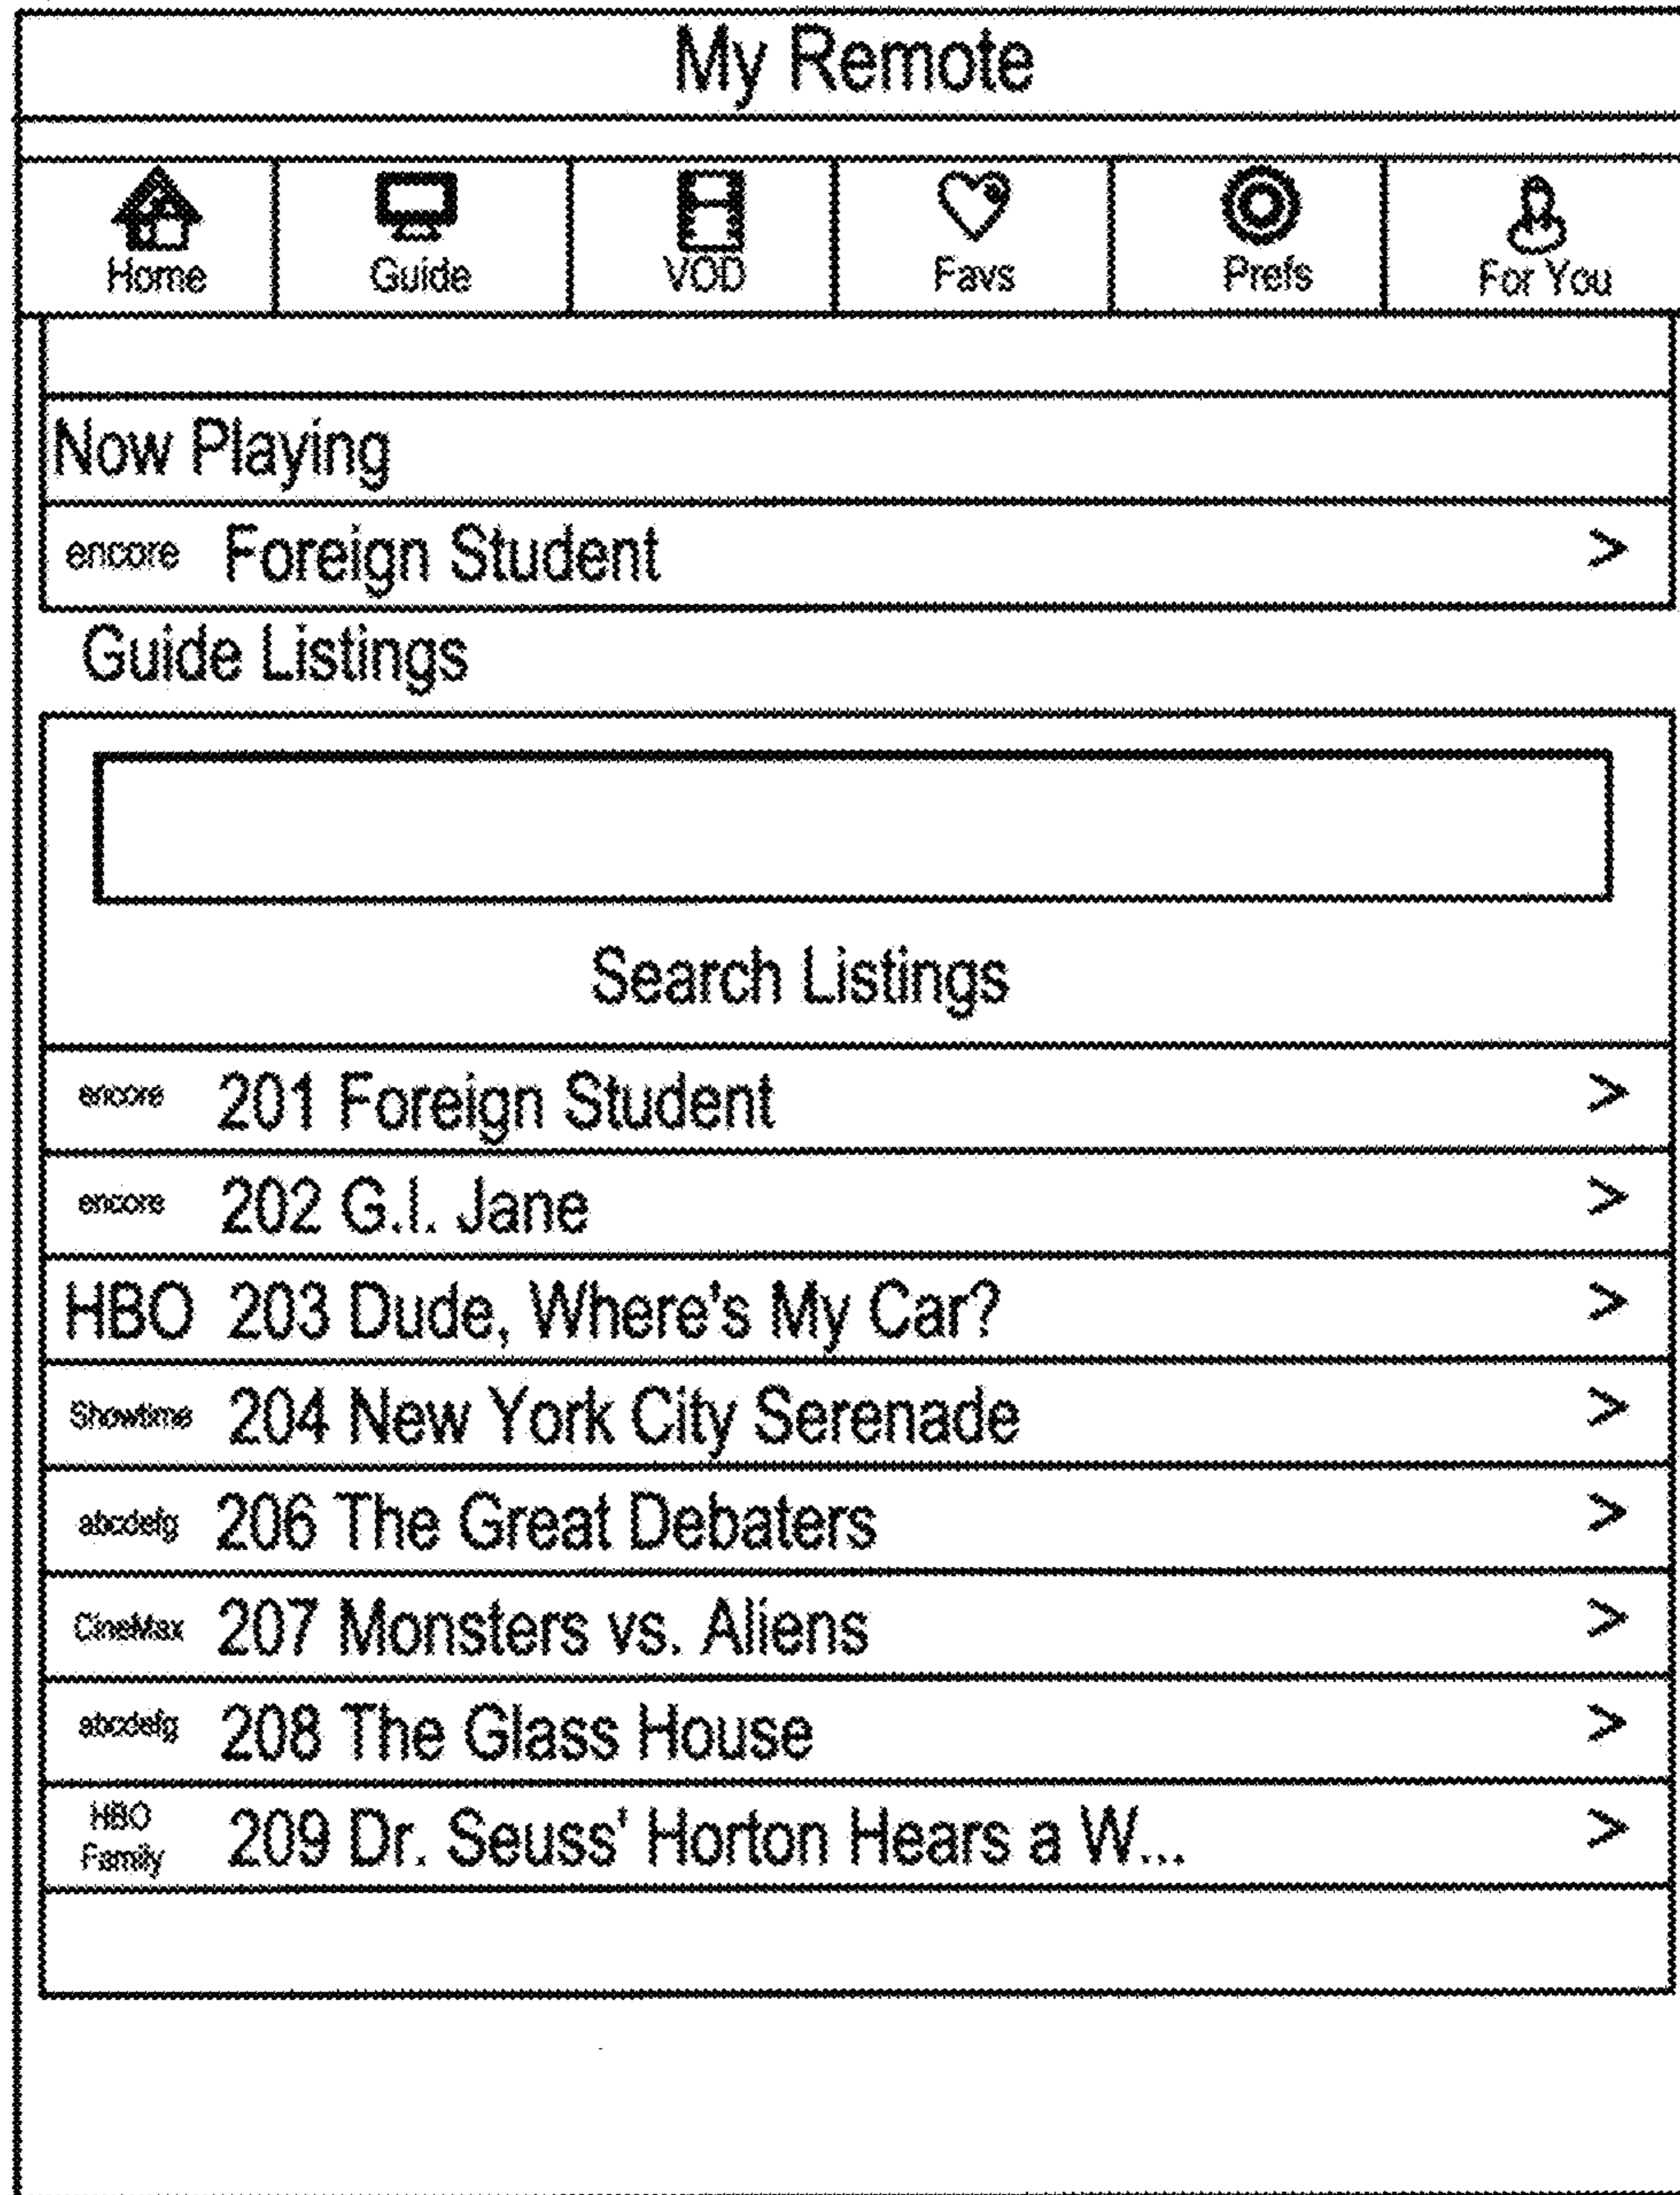 My Remote
Home Guide VOD Favs Prefs For You
Now Playing
encore Foreign Student >
Guide Listings
Search Listings
encore 201 Foreign Student >
encore 202 G.I. Jane >
HBO 203 Dude, Where's My Car? >
Showtime 204 New York City Serenade >
abcdefg 206 The Great Debaters >
CineMax 207 Monsters vs. Aliens >
abcdefg 208 The Glass House >
HBO
Family 209 Dr. Seuss' Horton Hears a W... >